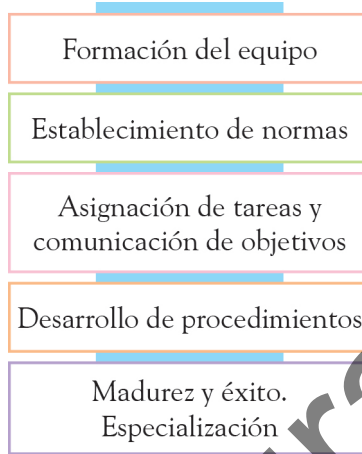 Formación del equipo
Establecimiento de normas
Asignación de tareas y
comunicación de objetivos
Desarrollo de procedimientos
Madurez y éxito.
Especialización